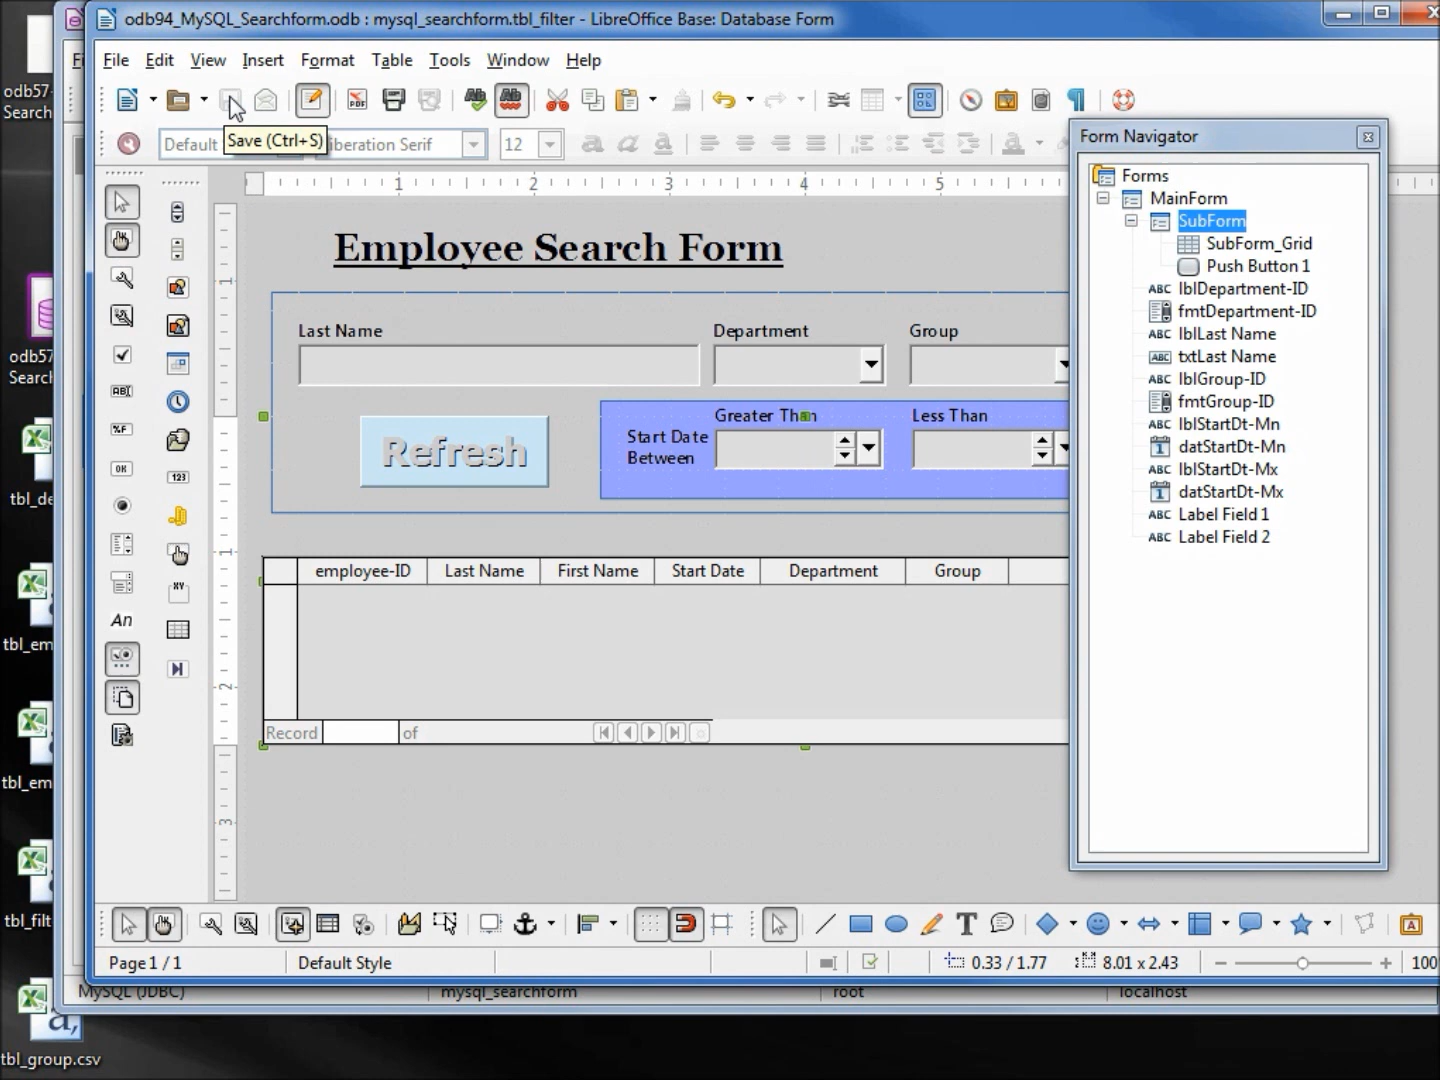 odb94_MySQL_Searchform.odb : mysql_searchform.tbl_filter - LibreOffice Base: Database Form
File Edit View Insert Format Table Tools Window Help
Save (Ctrl+S)
Default
iberation Serif
12
1 2 3 4 5
Form Navigator
Forms
MainForm
SubForm
SubForm_Grid
Push Button 1
lblDepartment-ID
fmtDepartment-ID
lblLast Name
txtLast Name
lblGroup-ID
fmtGroup-ID
lblStartDt-Mn
datStartDt-Mn
lblStartDt-Mx
datStartDt-Mx
Label Field 1
Label Field 2
Employee Search Form
Last Name Department Group
Refresh
Greater Than Less Than
Start Date
Between
employee-ID Last Name First Name Start Date Department Group
Record of
Page 1 / 1 Default Style 0.33 / 1.77 8.01 x 2.43 100
MySQL (JDBC) mysql_searchform root localhost
odb57-
Search
odb57
Search
tbl_de
tbl_em
tbl_em
tbl_filt
tbl_group.csv